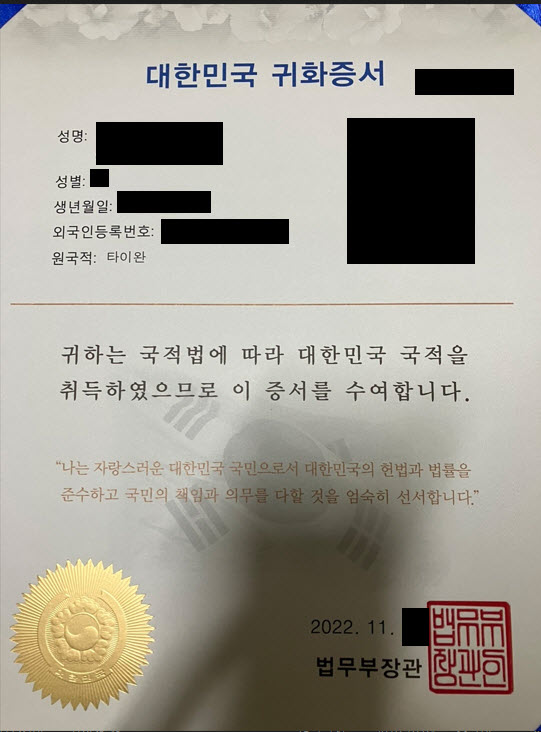 대한민국 귀화증서
성명:
성별:
생년월일:
외국인등록번호:
원국적: 타이완
귀하는 국적법에 따라 대한민국 국적을
취득하였으므로 이 증서를 수여합니다.
“나는 자랑스러운 대한민국 국민으로서 대한민국의 헌법과 법률을
준수하고 국민의 책임과 의무를 다할 것을 엄숙히 선서합니다.”
2022. 11.
법무부장관